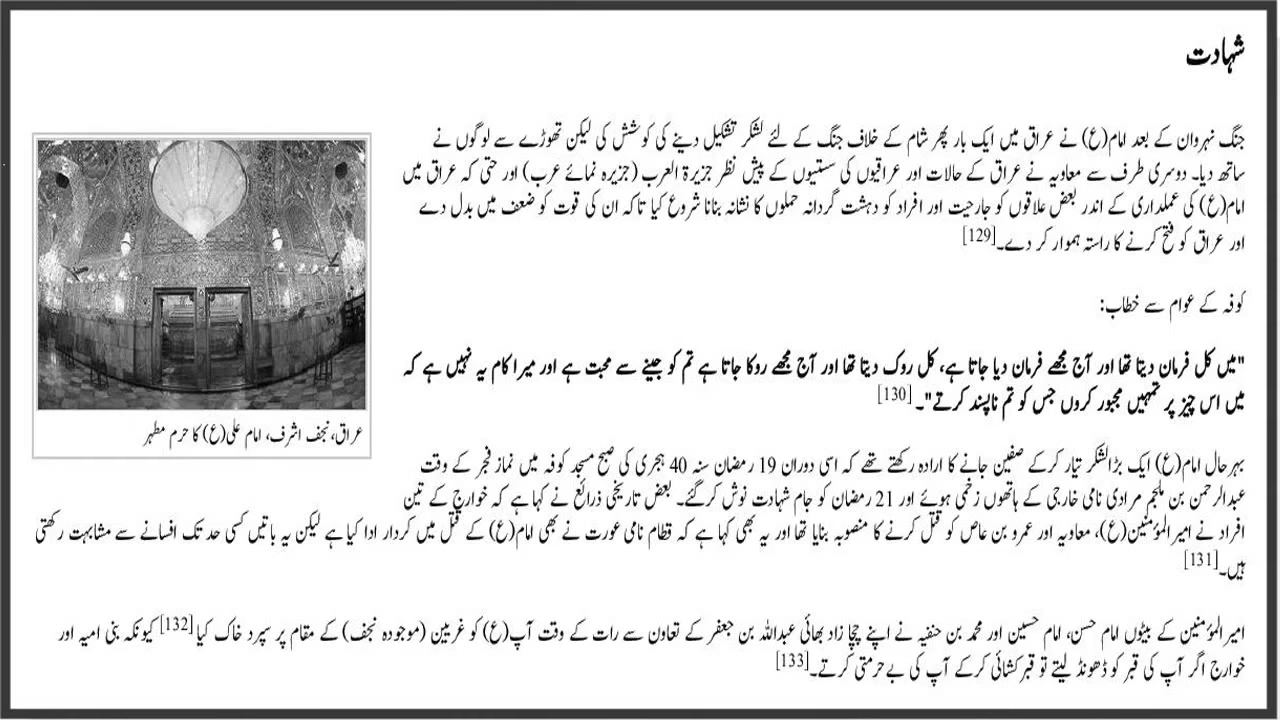 شہادت
جنگ نہروان کے بعد امام(ع) نے عراق میں ایک بار پھر شام کے خلاف جنگ کے لئے لشکر تشکیل دینے کی کوشش کی لیکن تھوڑے سے لوگوں نے
ساتھ دیا۔ دوسری طرف سے معاویہ نے عراق کے حالات اور عراقیوں کی سستیوں کے پیش نظر جزیرۃ العرب (جزیرہ نمائے عرب) اور حتی کہ عراق میں
امام(ع) کی عملداری کے اندر بعض علاقوں کو جارحیت اور افراد کو دہشت گردانہ حملوں کا نشانہ بنانا شروع کیا تاکہ ان کی قوت کو ضعف میں بدل دے
اور عراق کو فتح کرنے کا راستہ ہموار کر دے۔[129]
کوفہ کے عوام سے خطاب:
"میں کل فرمان دیتا تھا اور آج مجھے فرمان دیا جاتا ہے، کل روک دیتا تھا اور آج مجھے روکا جاتا ہے تم کو جینے سے محبت ہے اور میرا کام یہ نہیں ہے کہ
میں اس چیز پر تمہیں مجبور کروں جس کو تم ناپسند کرتے"۔[130]
عراق، نجف اشرف، امام علی(ع) کا حرم مطہر
بہرحال امام(ع) ایک بڑا لشکر تیار کرکے صفین جانے کا ارادہ رکھتے تھے کہ اسی دوران 19 رمضان سنہ 40 ہجری کی صبح مسجد کوفہ میں نماز فجر کے وقت
عبدالرحمن بن ملجم مرادی نامی خارجی کے ہاتھوں زخمی ہوئے اور 21 رمضان کو جام شہادت نوش کرگئے۔ بعض تاریخی ذرائع نے کہا ہے کہ خوارج کے تین
افراد نے امیرالمؤمنین(ع)، معاویہ اور عمرو بن عاص کو قتل کرنے کا منصوبہ بنایا تھا اور یہ بھی کہا ہے کہ قطام نامی عورت نے بھی امام(ع) کے قتل میں کردار ادا کیا ہے لیکن یہ باتیں کسی حد تک افسانے سے مشابہت رکھتی
ہیں۔[131]
امیرالمؤمنین کے بیٹوں امام حسن، امام حسین اور محمد بن حنفیہ نے اپنے چچا زاد بھائی عبداللہ بن جعفر کے تعاون سے رات کے وقت آپ(ع) کو غریین (موجودہ نجف) کے مقام پر سپرد خاک کیا[132] کیونکہ بنی امیہ اور
خوارج اگر آپ کی قبر کو ڈھونڈ لیتے تو قبرکشائی کرکے آپ کی بےحرمتی کرتے۔[133]